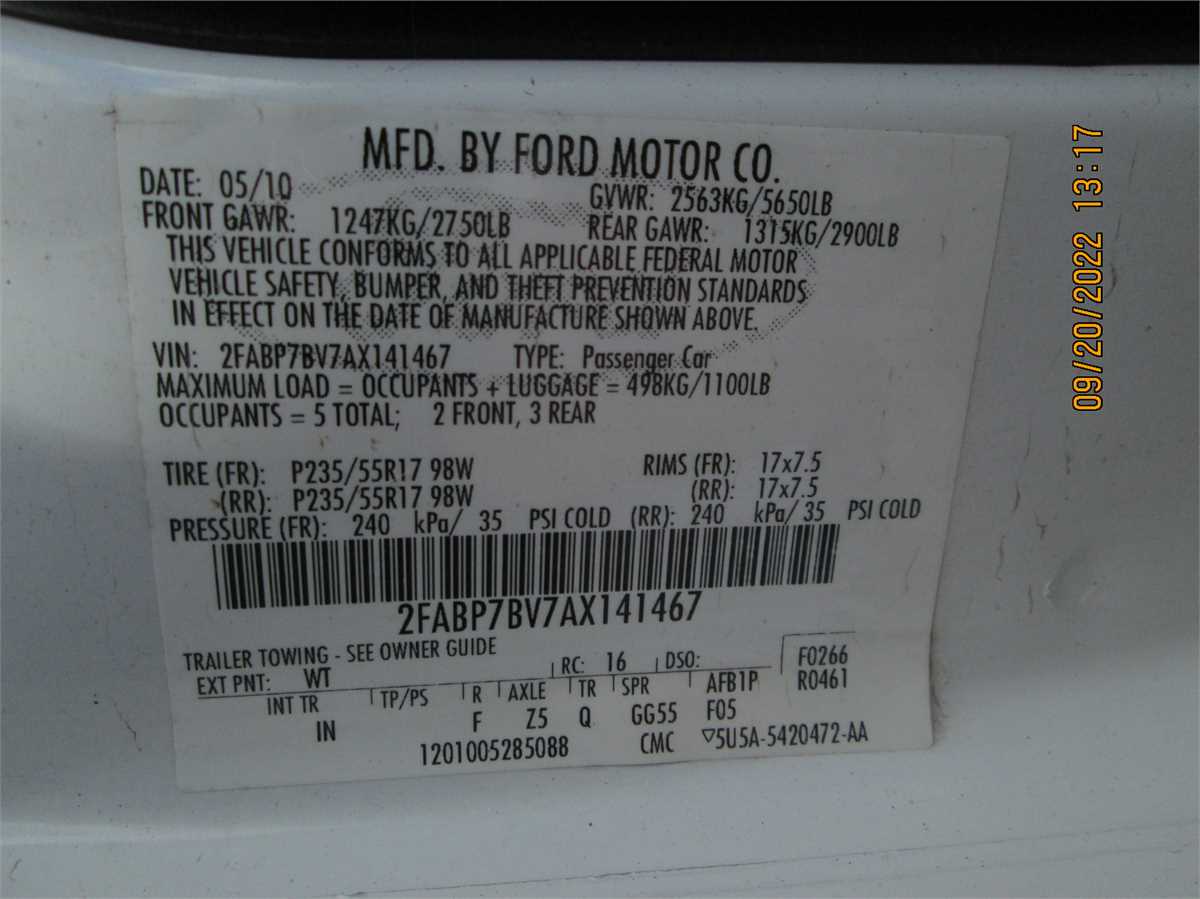 MFD. BY FORD MOTOR CO.
DATE: 05/10 GVWR: 2563KG/5650LB
FRONT GAWR: 1247KG/2750LB REAR GAWR: 1315KG/2900LB
THIS VEHICLE CONFORMS TO ALL APPLICABLE FEDERAL MOTOR
VEHICLE SAFETY, BUMPER, AND THEFT PREVENTION STANDARDS
IN EFFECT ON THE DATE OF MANUFACTURE SHOWN ABOVE.
VIN: 2FABP7BV7AX141467 TYPE: Passenger Car
MAXIMUM LOAD = OCCUPANTS + LUGGAGE = 498KG/1100LB
OCCUPANTS = 5 TOTAL; 2 FRONT, 3 REAR
TIRE (FR): P235/55R17 98W RIMS (FR): 17x7.5
(RR): P235/55R17 98W (RR): 17x7.5
PRESSURE (FR): 240 kPa/ 35 PSI COLD (RR): 240 kPa/ 35 PSI COLD
2FABP7BV7AX141467
TRAILER TOWING - SEE OWNER GUIDE
EXT PNT: WT RC: 16 DSO: F0266
INT TR TP/PS R AXLE TR SPR AFB1P R0461
IN F Z5 Q GG55 F05
1201005285088 CMC ▽5U5A-5420472-AA
09/20/2022 13:17